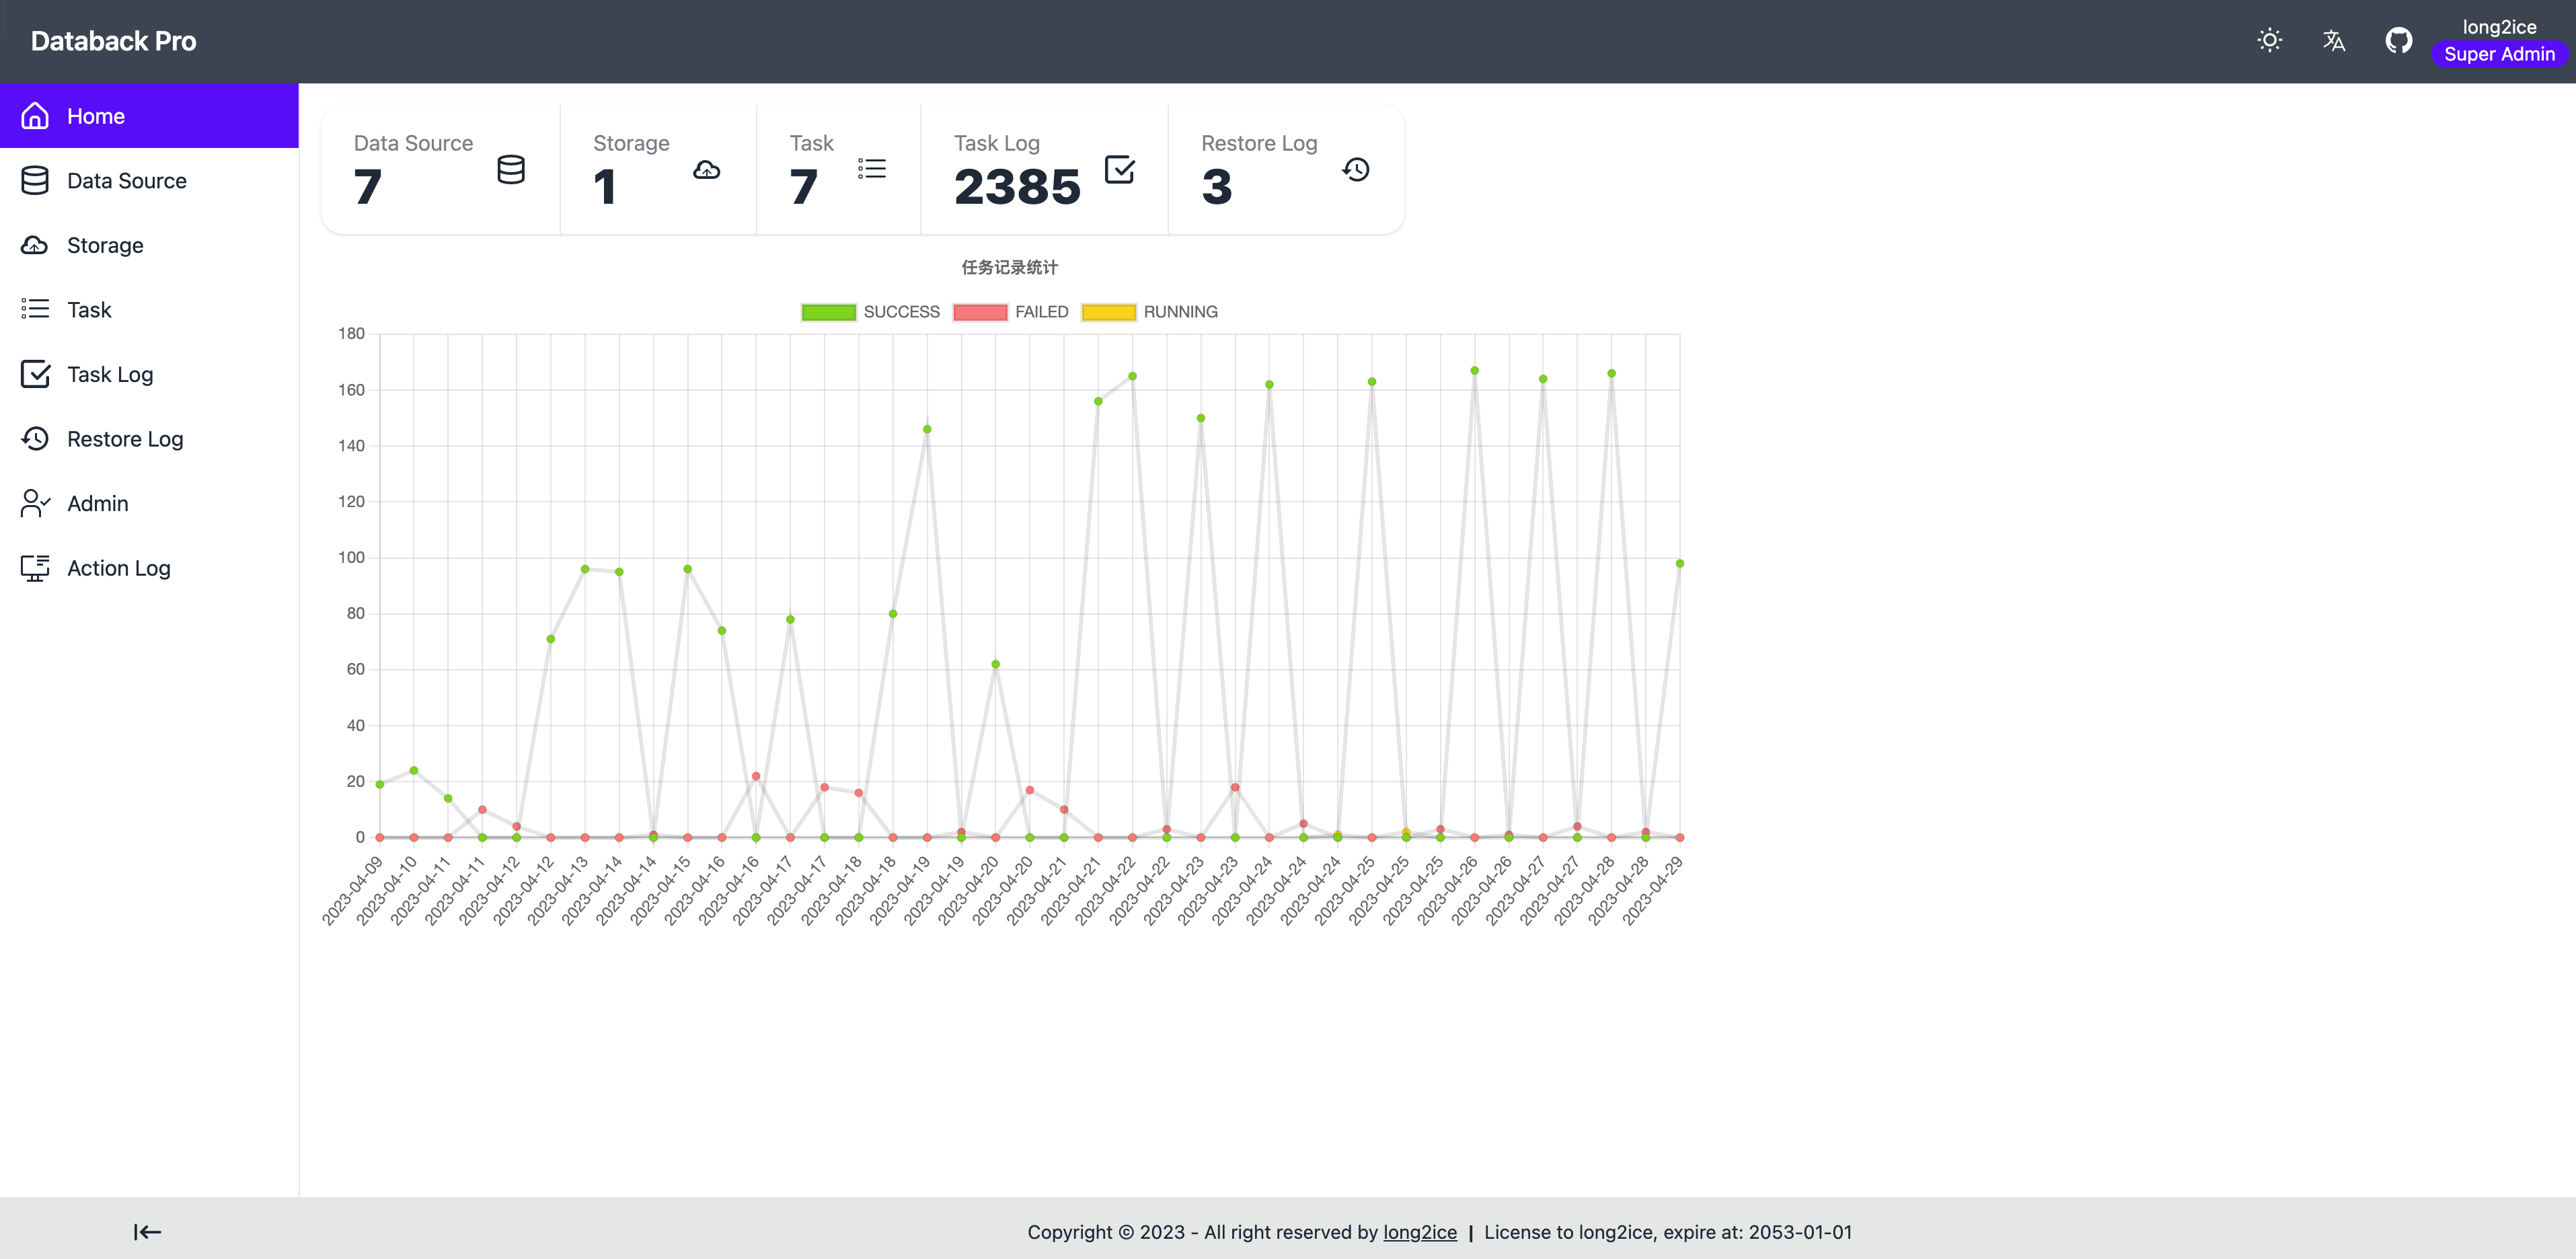 Databack Pro
long2ice
Super Admin
Home
Data Source
Storage
Task
Task Log
Restore Log
Admin
Action Log
Data Source
7
Storage
1
Task
7
Task Log
2385
Restore Log
3
任务记录统计
SUCCESS FAILED RUNNING
180
160
140
120
100
80
60
40
20
0
2023-04-09
2023-04-10
2023-04-11
2023-04-11
2023-04-12
2023-04-12
2023-04-13
2023-04-14
2023-04-14
2023-04-15
2023-04-16
2023-04-16
2023-04-17
2023-04-17
2023-04-18
2023-04-18
2023-04-19
2023-04-19
2023-04-20
2023-04-20
2023-04-21
2023-04-21
2023-04-22
2023-04-22
2023-04-23
2023-04-23
2023-04-24
2023-04-24
2023-04-24
2023-04-25
2023-04-25
2023-04-25
2023-04-26
2023-04-26
2023-04-27
2023-04-27
2023-04-28
2023-04-28
2023-04-29
Copyright © 2023 - All right reserved by long2ice | License to long2ice, expire at: 2053-01-01